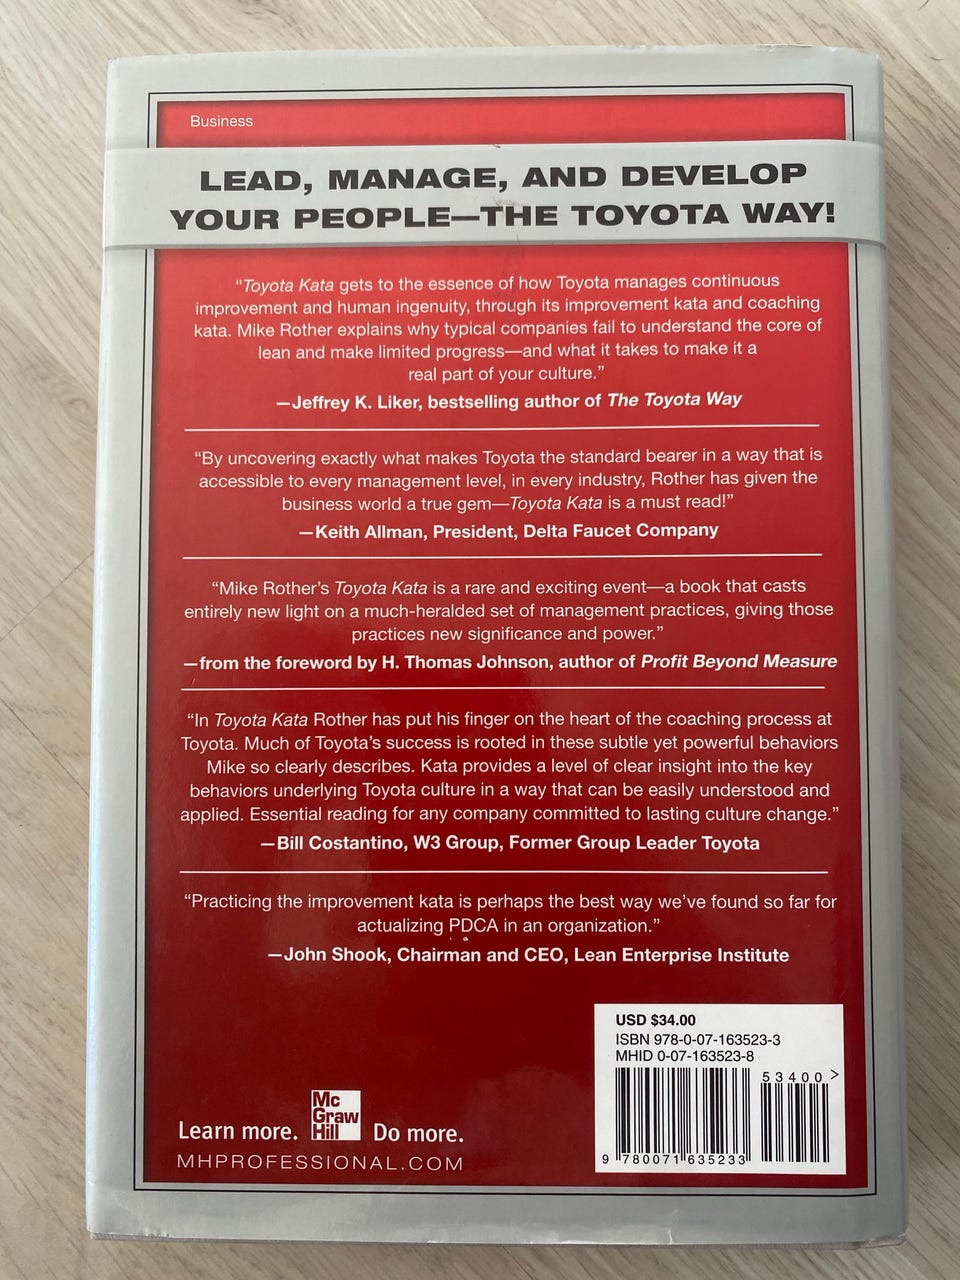 Business
LEAD, MANAGE, AND DEVELOP
YOUR PEOPLE—THE TOYOTA WAY!
“Toyota Kata gets to the essence of how Toyota manages continuous
improvement and human ingenuity, through its improvement kata and coaching
kata. Mike Rother explains why typical companies fail to understand the core of
lean and make limited progress—and what it takes to make it a
real part of your culture.”
—Jeffrey K. Liker, bestselling author of The Toyota Way
“By uncovering exactly what makes Toyota the standard bearer in a way that is
accessible to every management level, in every industry, Rother has given the
business world a true gem—Toyota Kata is a must read!”
—Keith Allman, President, Delta Faucet Company
“Mike Rother’s Toyota Kata is a rare and exciting event—a book that casts
entirely new light on a much-heralded set of management practices, giving those
practices new significance and power.”
—from the foreword by H. Thomas Johnson, author of Profit Beyond Measure
“In Toyota Kata Rother has put his finger on the heart of the coaching process at
Toyota. Much of Toyota’s success is rooted in these subtle yet powerful behaviors
Mike so clearly describes. Kata provides a level of clear insight into the key
behaviors underlying Toyota culture in a way that can be easily understood and
applied. Essential reading for any company committed to lasting culture change.”
—Bill Costantino, W3 Group, Former Group Leader Toyota
“Practicing the improvement kata is perhaps the best way we’ve found so far for
actualizing PDCA in an organization.”
—John Shook, Chairman and CEO, Lean Enterprise Institute
USD $34.00
ISBN 978-0-07-163523-3
MHID 0-07-163523-8
53400>
9 780071 635233
Mc
Graw
Hill
Learn more. Do more.
MHPROFESSIONAL.COM